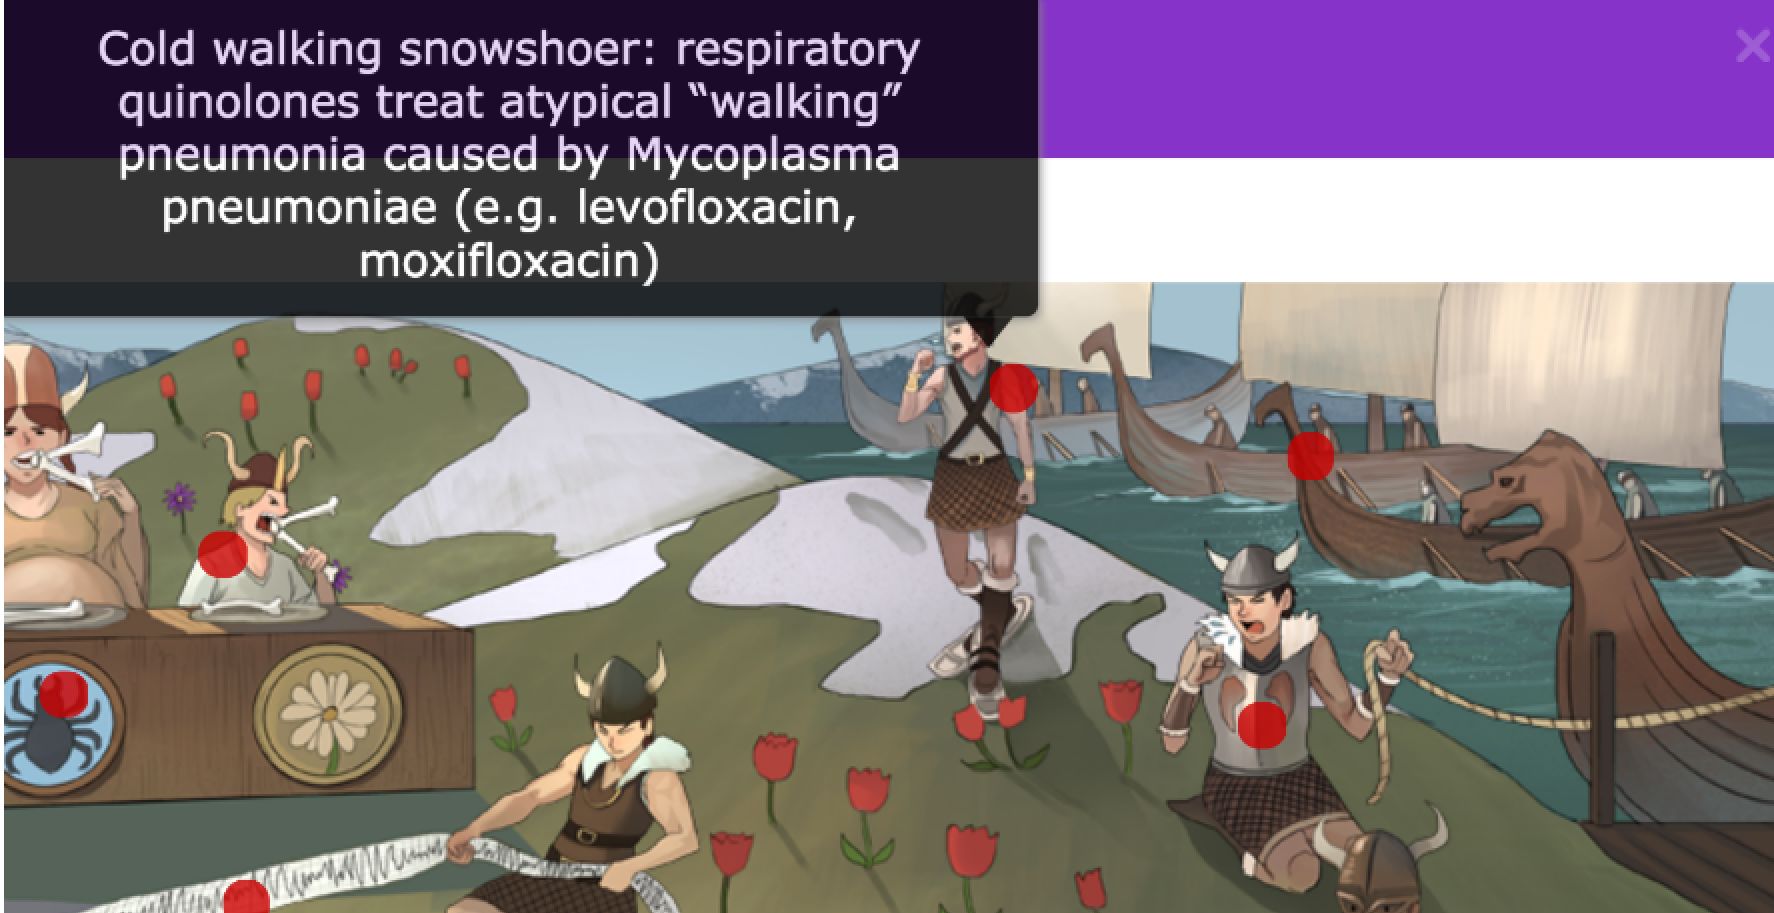 Cold walking snowshoer: respiratory
quinolones treat atypical “walking”
pneumonia caused by Mycoplasma
pneumoniae (e.g. levofloxacin,
moxifloxacin)